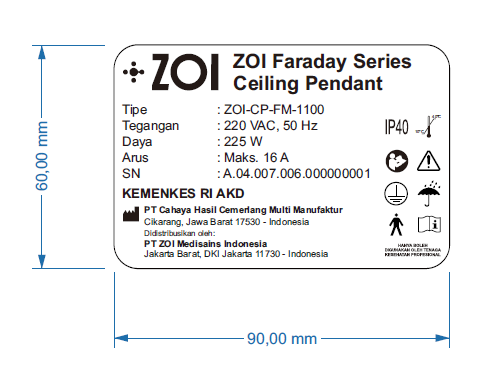 ZOI
ZOI Faraday Series
Ceiling Pendant
Tipe : ZOI-CP-FM-1100
Tegangan : 220 VAC, 50 Hz
Daya : 225 W
Arus : Maks. 16 A
SN : A.04.007.006.000000001
IP40
KEMENKES RI AKD
PT Cahaya Hasil Cemerlang Multi Manufaktur
Cikarang, Jawa Barat 17530 - Indonesia
Didistribusikan oleh:
PT ZOI Medisains Indonesia
Jakarta Barat, DKI Jakarta 11730 - Indonesia
HANYA BOLEH
DIGUNAKAN OLEH TENAGA
KESEHATAN PROFESIONAL
60,00 mm
90,00 mm